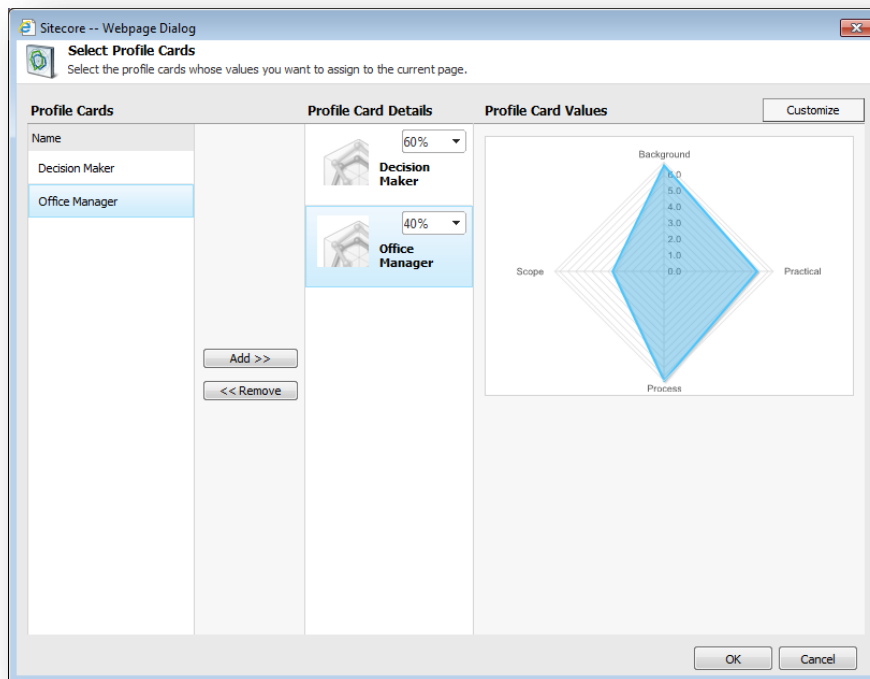 Sitecore -- Webpage Dialog
Select Profile Cards
Select the profile cards whose values you want to assign to the current page.
Profile Cards
Name
Decision Maker
Office Manager
Add >>
<< Remove
Profile Card Details
60%
Decision
Maker
40%
Office
Manager
Profile Card Values
Customize
Background
6.0
5.0
4.0
3.0
2.0
1.0
0.0
Scope
Practical
Process
OK
Cancel